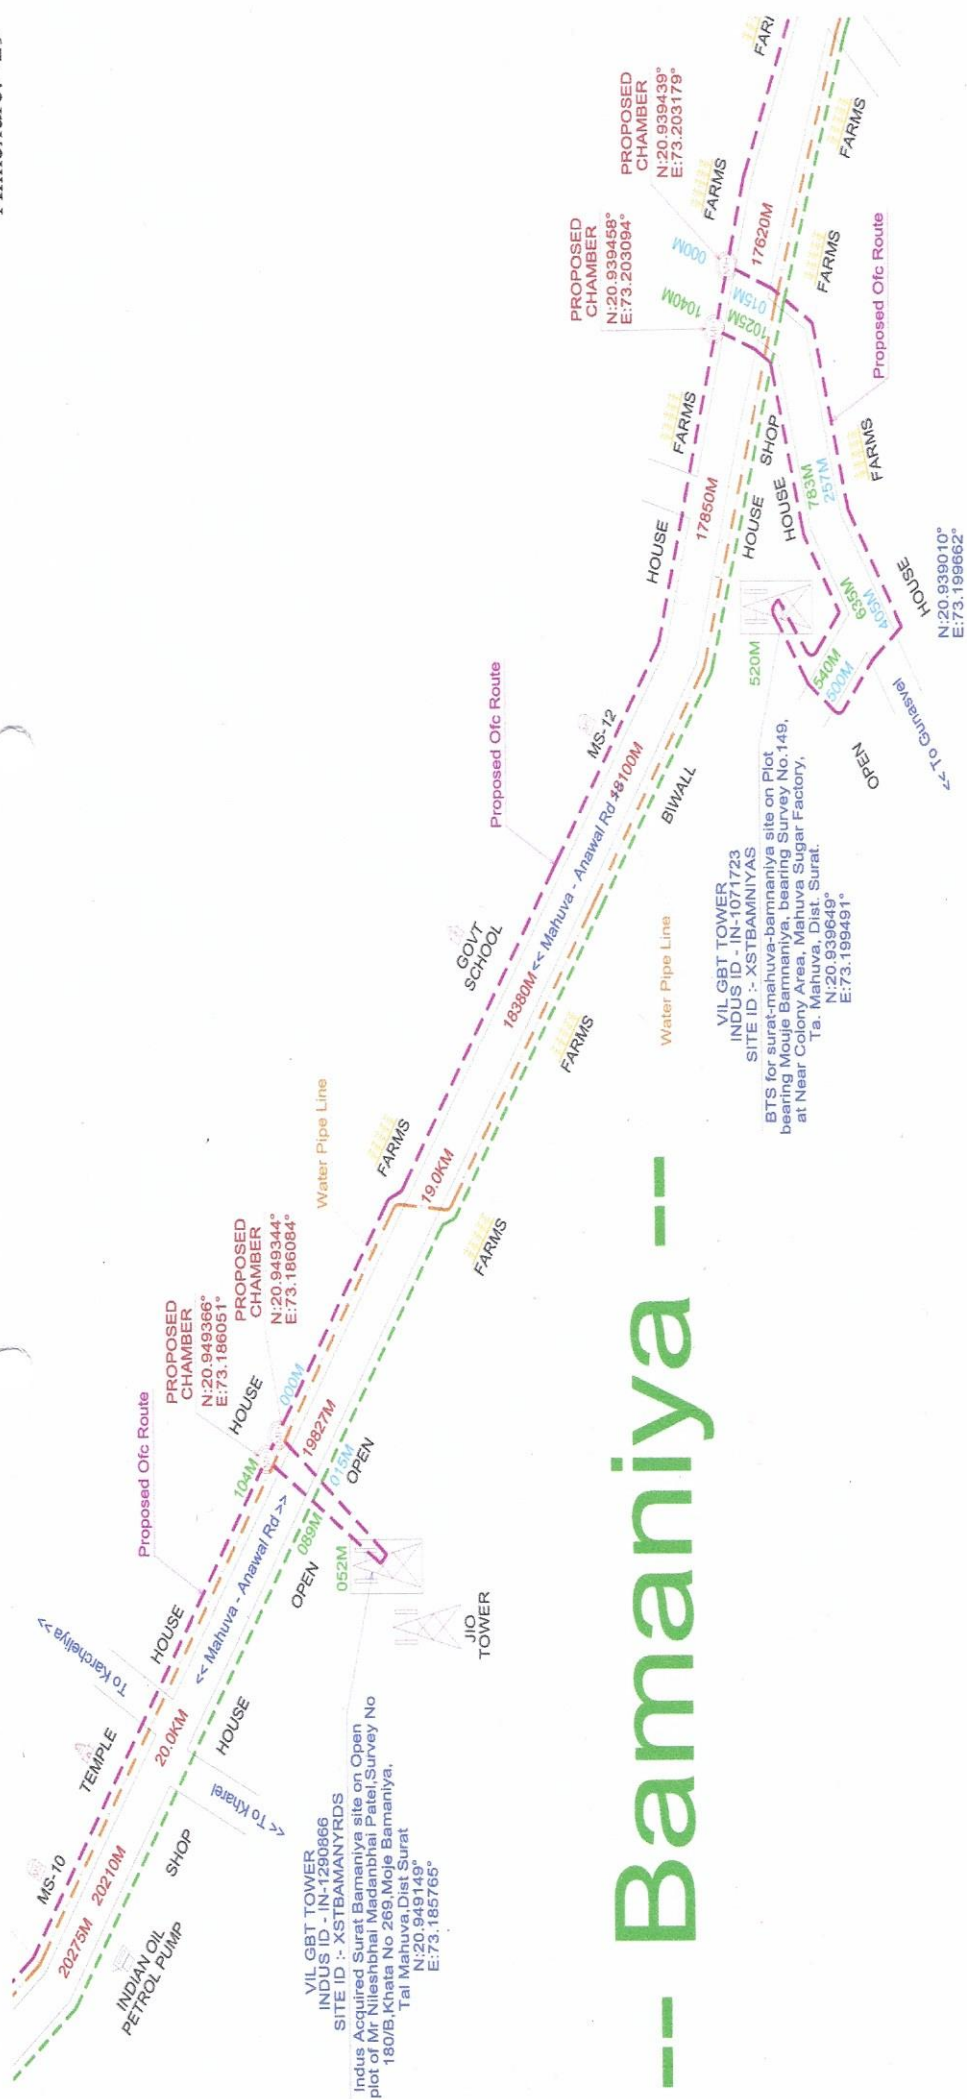 20275M
20210M
MS-10
TEMPLE
INDIAN OIL
PETROL PUMP
SHOP
20.0KM
To Karcheliya >>
<< To Kharel
HOUSE
HOUSE
<< Mahuva - Anawal Rd >>
Proposed Ofc Route
PROPOSED
CHAMBER
N:20.949366°
E:73.186051°
PROPOSED
CHAMBER
N:20.949344°
E:73.186084°
HOUSE
104M
000M
19827M
015M
OPEN
089M
OPEN
052M
JIO
TOWER
VIL GBT TOWER
INDUS ID - IN-1290866
SITE ID :- XSTBAMANYRDS
Indus Acquired Surat Bamaniya site on Open
plot of Mr Nileshbhai Madanbhai Patel,Survey No
180/B,Khata No 269,Moje Bamaniya,
Tal Mahuva,Dist Surat
N:20.949149°
E:73.185765°
Water Pipe Line
FARMS
19.0KM
FARMS
GOVT
SCHOOL
18380M
<< Mahuva - Anawal Rd >>
18100M
FARMS
Proposed Ofc Route
MS-12
BIWALL
Water Pipe Line
HOUSE
17850M
HOUSE
SHOP
HOUSE
FARMS
PROPOSED
CHAMBER
N:20.939458°
E:73.203094°
PROPOSED
CHAMBER
N:20.939439°
E:73.203179°
1040M
000M
1025M
015M
17620M
FARMS
FARMS
FARMS
FARMS
Proposed Ofc Route
783M
257M
635M
405M
540M
500M
520M
HOUSE
N:20.939010°
E:73.199662°
OPEN
<< To Gunasvel
VIL GBT TOWER
INDUS ID - IN-1071723
SITE ID :- XSTBAMNIYAS
BTS for surat-mahuva-bamnaniya site on Plot
bearing Mouje Bamnaniya, bearing Survey No.149,
at Near Colony Area, Mahuva Sugar Factory,
Ta. Mahuva, Dist. Surat.
N:20.939649°
E:73.199491°
-- Bamaniya --